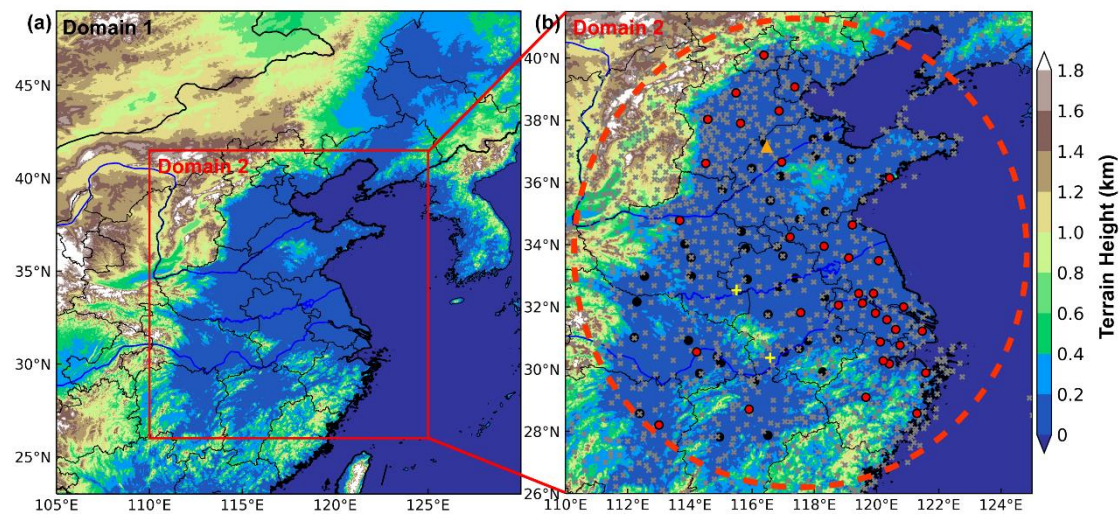 (a)
Domain 1
Domain 2
45°N
40°N
35°N
30°N
25°N
105°E
110°E
115°E
120°E
125°E
(b)
Domain 2
40°N
38°N
36°N
34°N
32°N
30°N
28°N
26°N
110°E
112°E
114°E
116°E
118°E
120°E
122°E
124°E
1.8
1.6
1.4
1.2
1.0
0.8
0.6
0.4
0.2
0
Terrain Height (km)